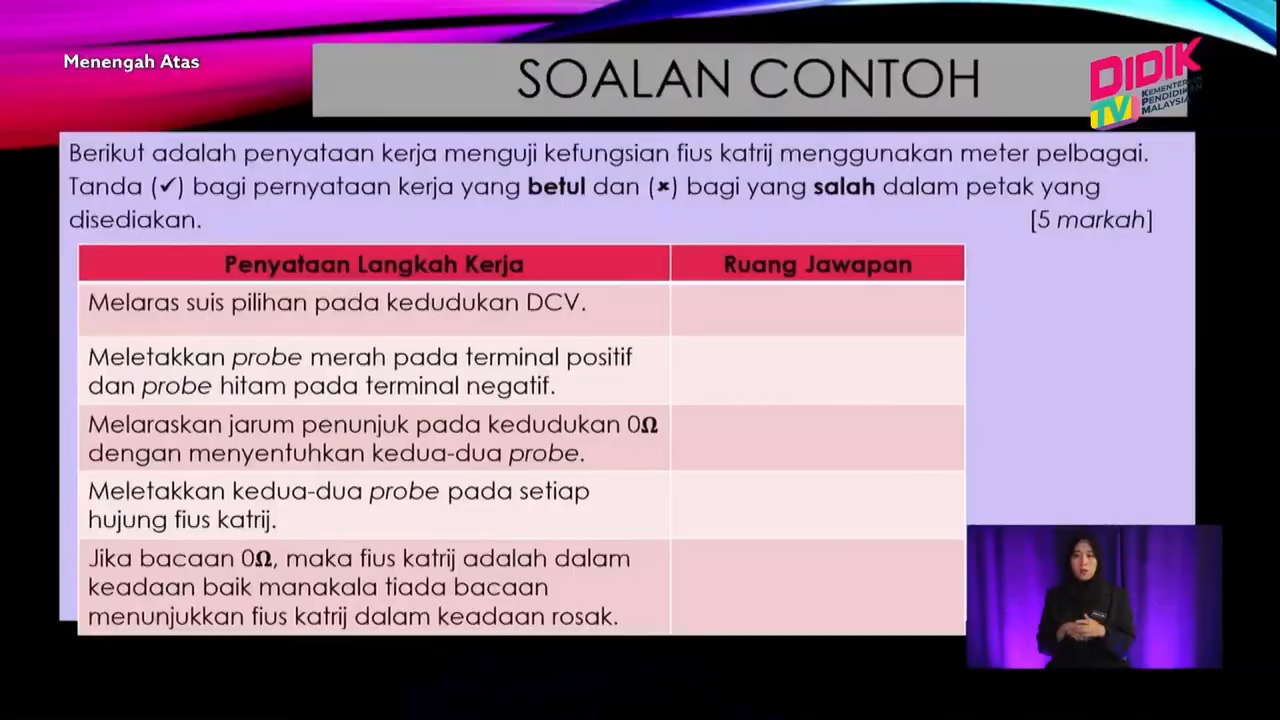 Menengah Atas
SOALAN CONTOH
DIDIK
TV
KEMENTERIAN
PENDIDIKAN
MALAYSIA
Berikut adalah penyataan kerja menguji kefungsian fius katrij menggunakan meter pelbagai.
Tanda (✓) bagi pernyataan kerja yang betul dan (×) bagi yang salah dalam petak yang
disediakan. [5 markah]
Penyataan Langkah Kerja
Ruang Jawapan
Melaras suis pilihan pada kedudukan DCV.
Meletakkan probe merah pada terminal positif
dan probe hitam pada terminal negatif.
Melaraskan jarum penunjuk pada kedudukan 0Ω
dengan menyentuhkan kedua-dua probe.
Meletakkan kedua-dua probe pada setiap
hujung fius katrij.
Jika bacaan 0Ω, maka fius katrij adalah dalam
keadaan baik manakala tiada bacaan
menunjukkan fius katrij dalam keadaan rosak.